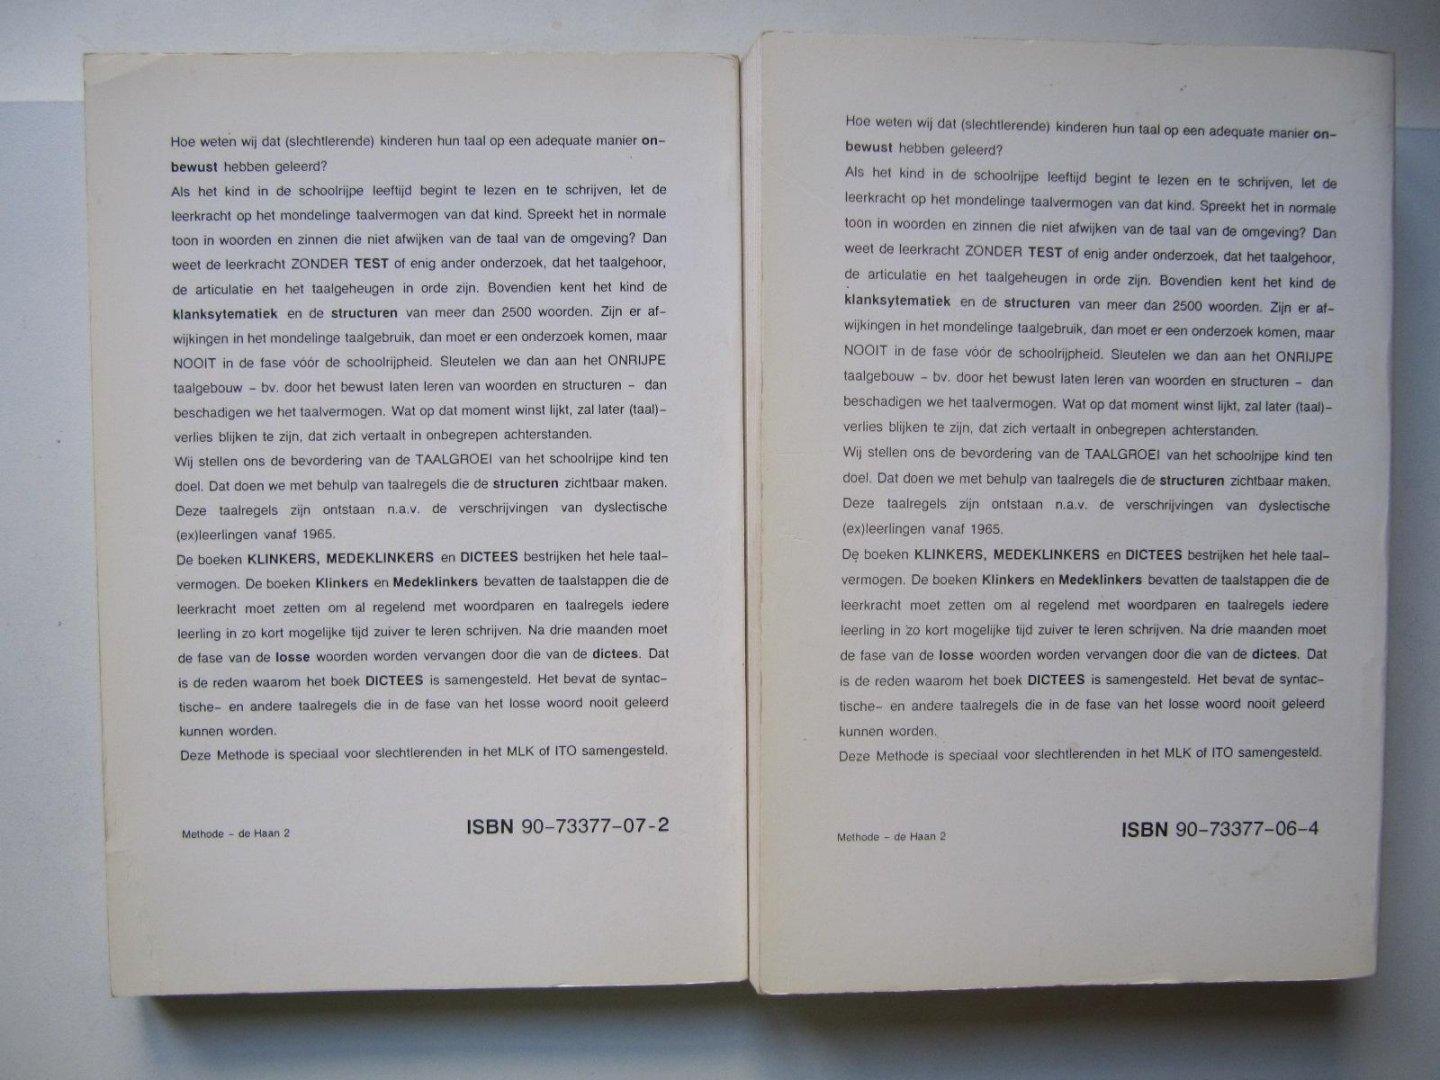 Hoe weten wij dat (slechtlerende) kinderen hun taal op een adequate manier on-
bewust hebben geleerd?
Als het kind in de schoolrijpe leeftijd begint te lezen en te schrijven, let de
leerkracht op het mondelinge taalvermogen van dat kind. Spreekt het in normale
toon in woorden en zinnen die niet afwijken van de taal van de omgeving? Dan
weet de leerkracht ZONDER TEST of enig ander onderzoek, dat het taalgehoor,
de articulatie en het taalgeheugen in orde zijn. Bovendien kent het kind de
klanksytematiek en de structuren van meer dan 2500 woorden. Zijn er af-
wijkingen in het mondelinge taalgebruik, dan moet er een onderzoek komen, maar
NOOIT in de fase vóór de schoolrijpheid. Sleutelen we dan aan het ONRIJPE
taalgebouw - bv. door het bewust laten leren van woorden en structuren - dan
beschadigen we het taalvermogen. Wat op dat moment winst lijkt, zal later (taal)-
verlies blijken te zijn, dat zich vertaalt in onbegrepen achterstanden.
Wij stellen ons de bevordering van de TAALGROEI van het schoolrijpe kind ten
doel. Dat doen we met behulp van taalregels die de structuren zichtbaar maken.
Deze taalregels zijn ontstaan n.a.v. de verschrijvingen van dyslectische
(ex)leerlingen vanaf 1965.
De boeken KLINKERS, MEDEKLINKERS en DICTEES bestrijken het hele taal-
vermogen. De boeken Klinkers en Medeklinkers bevatten de taalstappen die de
leerkracht moet zetten om al regelend met woordparen en taalregels iedere
leerling in zo kort mogelijke tijd zuiver te leren schrijven. Na drie maanden moet
de fase van de losse woorden worden vervangen door die van de dictees. Dat
is de reden waarom het boek DICTEES is samengesteld. Het bevat de syntac-
tische- en andere taalregels die in de fase van het losse woord nooit geleerd
kunnen worden.
Deze Methode is speciaal voor slechtlerenden in het MLK of ITO samengesteld.
Methode - de Haan 2
ISBN 90-73377-07-2
Hoe weten wij dat (slechtlerende) kinderen hun taal op een adequate manier on-
bewust hebben geleerd?
Als het kind in de schoolrijpe leeftijd begint te lezen en te schrijven, let de
leerkracht op het mondelinge taalvermogen van dat kind. Spreekt het in normale
toon in woorden en zinnen die niet afwijken van de taal van de omgeving? Dan
weet de leerkracht ZONDER TEST of enig ander onderzoek, dat het taalgehoor,
de articulatie en het taalgeheugen in orde zijn. Bovendien kent het kind de
klanksytematiek en de structuren van meer dan 2500 woorden. Zijn er af-
wijkingen in het mondelinge taalgebruik, dan moet er een onderzoek komen, maar
NOOIT in de fase vóór de schoolrijpheid. Sleutelen we dan aan het ONRIJPE
taalgebouw - bv. door het bewust laten leren van woorden en structuren - dan
beschadigen we het taalvermogen. Wat op dat moment winst lijkt, zal later (taal)-
verlies blijken te zijn, dat zich vertaalt in onbegrepen achterstanden.
Wij stellen ons de bevordering van de TAALGROEI van het schoolrijpe kind ten
doel. Dat doen we met behulp van taalregels die de structuren zichtbaar maken.
Deze taalregels zijn ontstaan n.a.v. de verschrijvingen van dyslectische
(ex)leerlingen vanaf 1965.
De boeken KLINKERS, MEDEKLINKERS en DICTEES bestrijken het hele taal-
vermogen. De boeken Klinkers en Medeklinkers bevatten de taalstappen die de
leerkracht moet zetten om al regelend met woordparen en taalregels iedere
leerling in zo kort mogelijke tijd zuiver te leren schrijven. Na drie maanden moet
de fase van de losse woorden worden vervangen door die van de dictees. Dat
is de reden waarom het boek DICTEES is samengesteld. Het bevat de syntac-
tische- en andere taalregels die in de fase van het losse woord nooit geleerd
kunnen worden.
Deze Methode is speciaal voor slechtlerenden in het MLK of ITO samengesteld.
Methode - de Haan 2
ISBN 90-73377-06-4